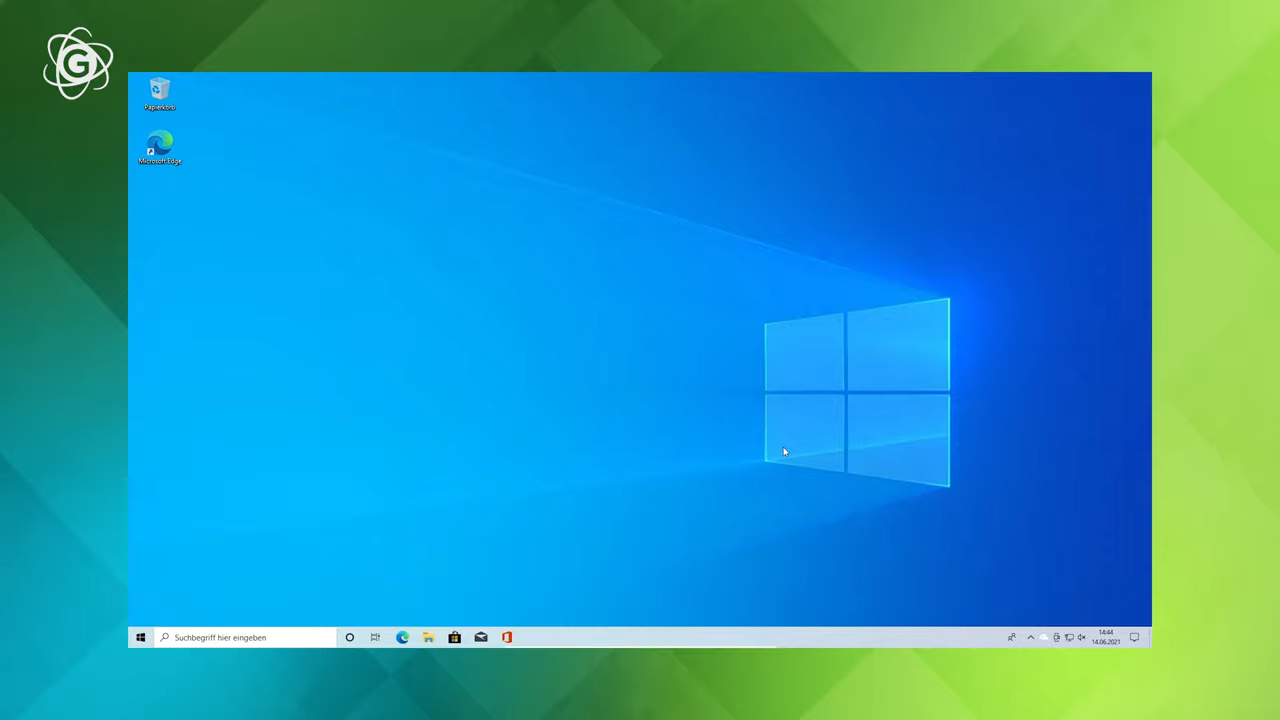 G
Papierkorb
Microsoft Edge
Suchbegriff hier eingeben
14:44
14.06.2021